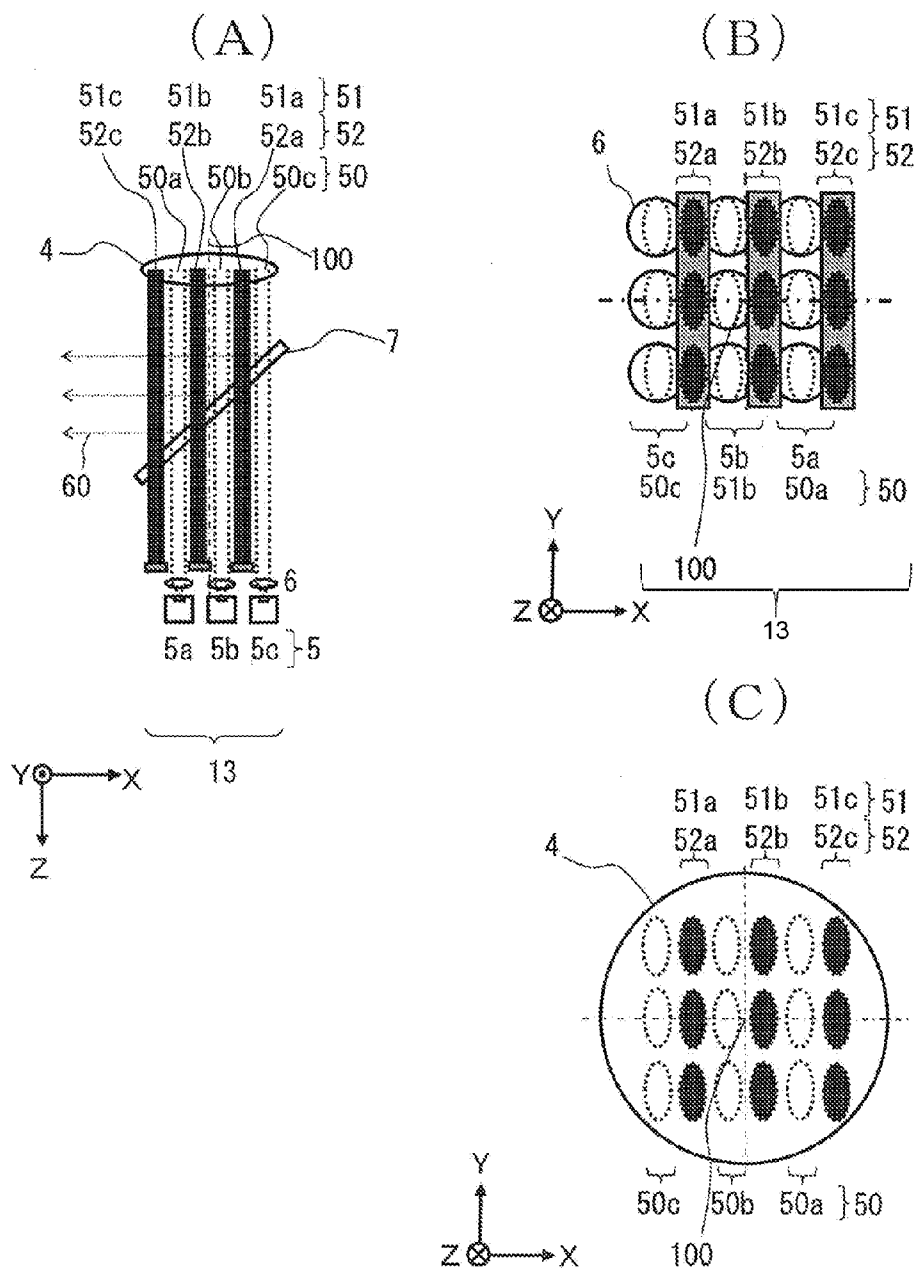 (A)
51c 51b 51a }51
52c 52b 52a }52
50a 50b 50c }50
4
100
7
60
6
5a 5b 5c }5
13
Y X
Z
(B)
51a 51b 51c }51
6 52a 52b 52c }52
5c 5b 5a
50c 51b 50a }50
Y
100
Z X
13
(C)
51a 51b 51c }51
52a 52b 52c }52
4
50c 50b 50a }50
Y
100
Z X